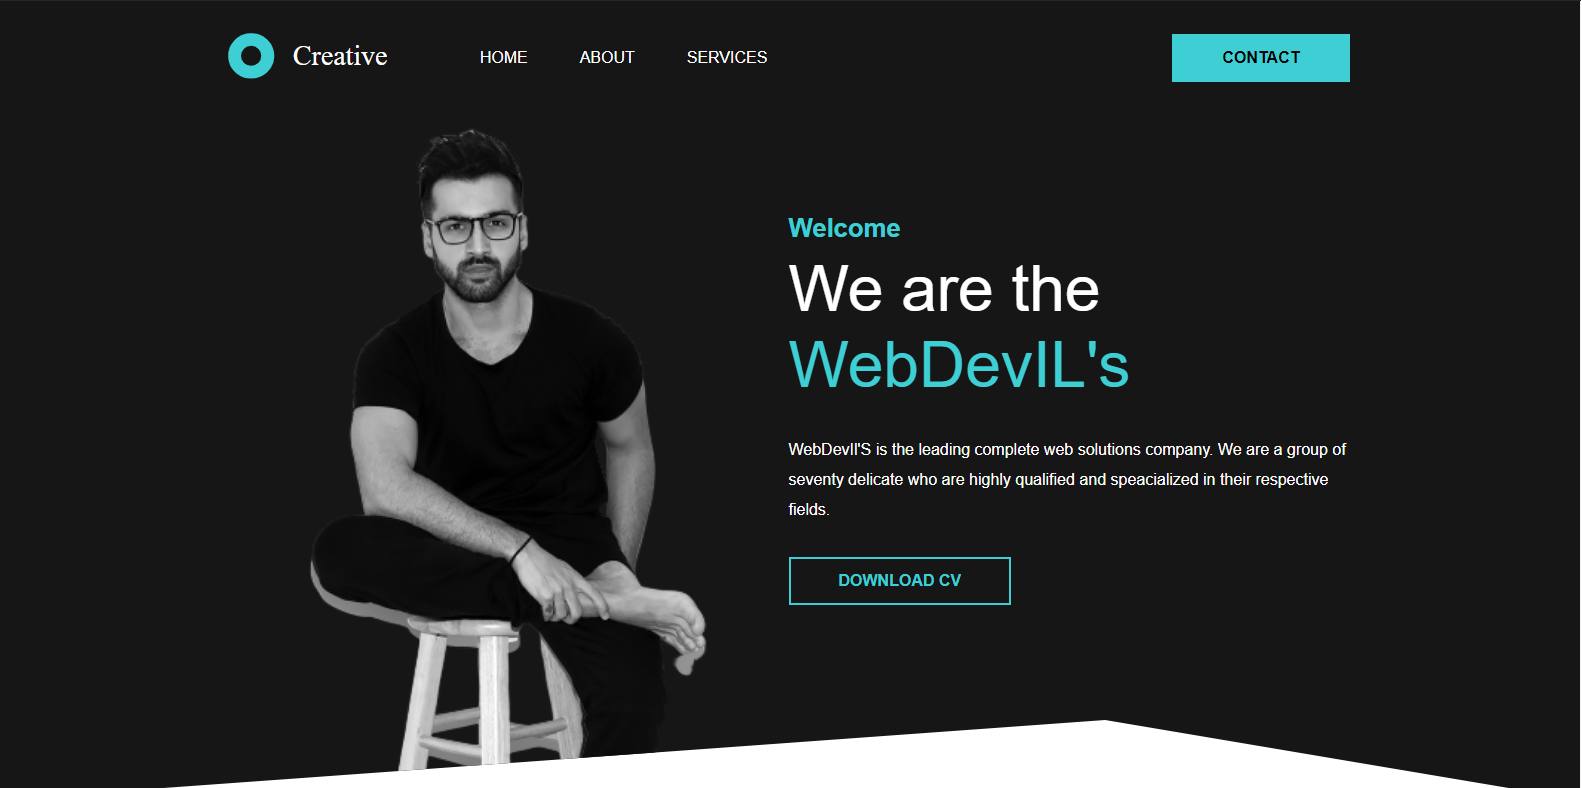 Creative
HOME
ABOUT
SERVICES
CONTACT
Welcome
We are the
WebDevIL's
WebDevIl'S is the leading complete web solutions company. We are a group of
seventy delicate who are highly qualified and speacialized in their respective
fields.
DOWNLOAD CV